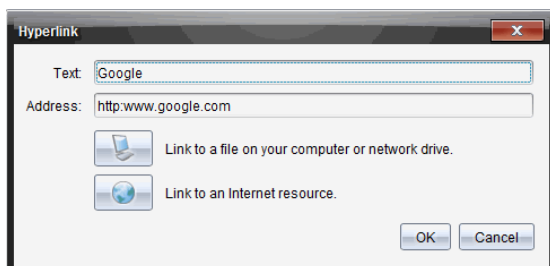 Hyperlink
Text: Google
Address: http:www.google.com
Link to a file on your computer or network drive.
Link to an Internet resource.
OK Cancel